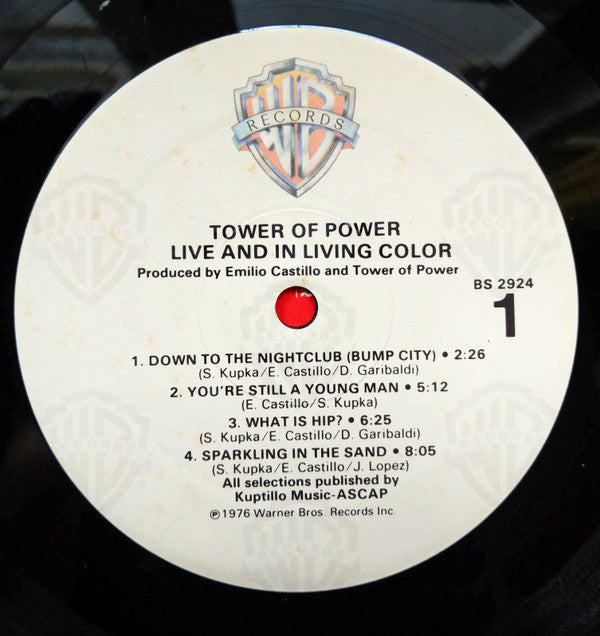 WB
RECORDS
TOWER OF POWER
LIVE AND IN LIVING COLOR
Produced by Emilio Castillo and Tower of Power
BS 2924
1
1. DOWN TO THE NIGHTCLUB (BUMP CITY) • 2:26
(S. Kupka/E. Castillo/D. Garibaldi)
2. YOU'RE STILL A YOUNG MAN • 5:12
(E. Castillo/S. Kupka)
3. WHAT IS HIP? • 6:25
(S. Kupka/E. Castillo/D. Garibaldi)
4. SPARKLING IN THE SAND • 8:05
(S. Kupka/E. Castillo/J. Lopez)
All selections published by
Kuptillo Music-ASCAP
℗1976 Warner Bros. Records Inc.